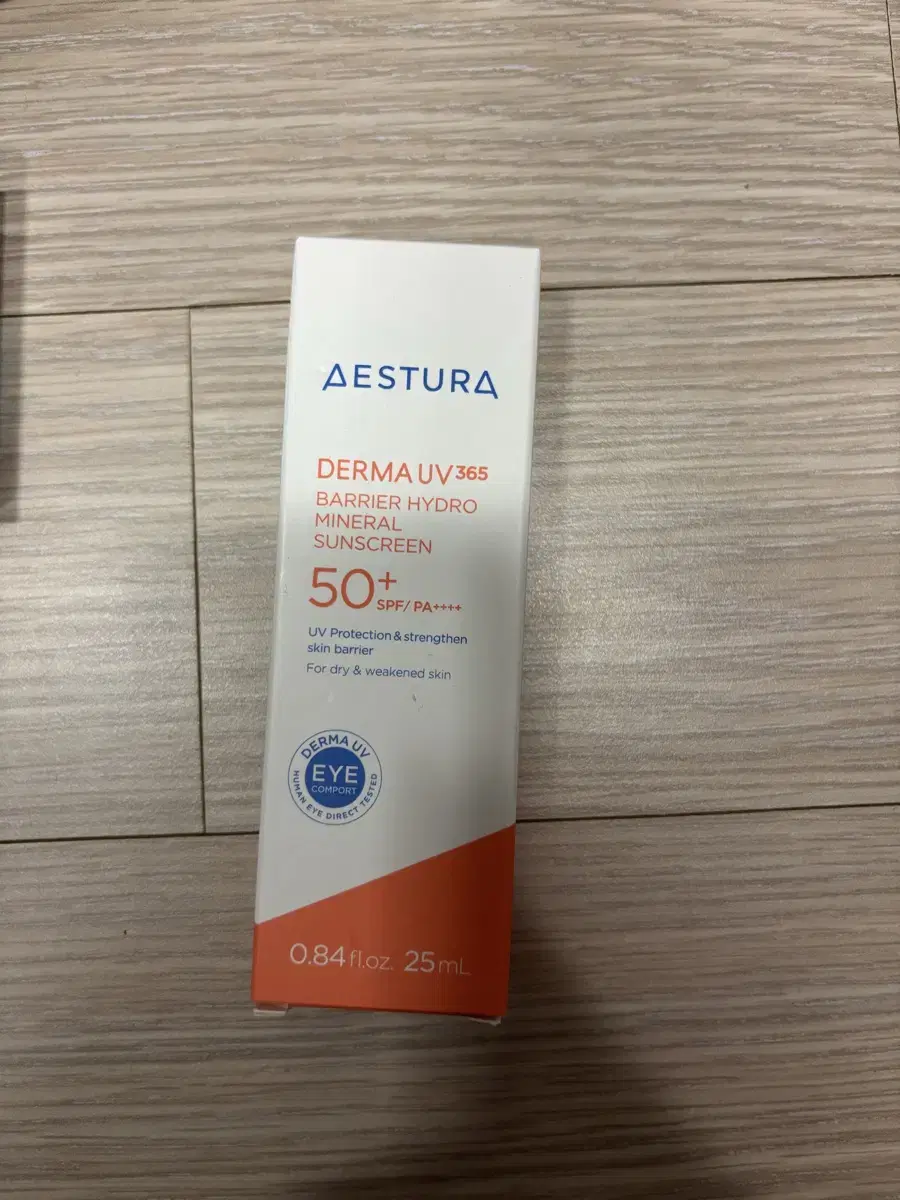 AESTURA
DERMA UV 365
BARRIER HYDRO
MINERAL
SUNSCREEN
50+
SPF/ PA++++
UV Protection & strengthen
skin barrier
For dry & weakened skin
DERMA UV
EYE
COMFORT
HUMAN EYE DIRECT TESTED
0.84 fl.oz. 25 mL